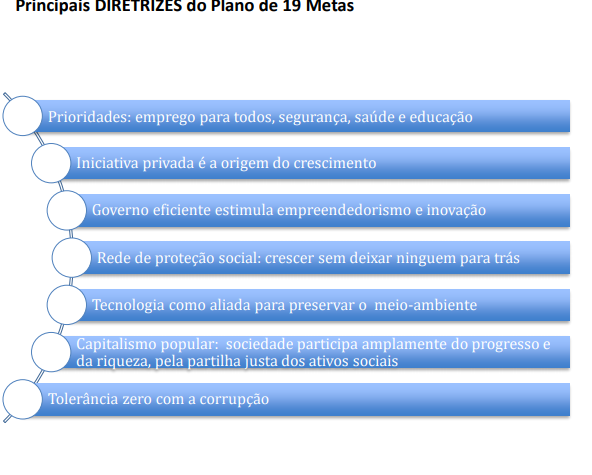 Principais DIRETRIZES do Plano de 19 Metas
Prioridades: emprego para todos, segurança, saúde e educação
Iniciativa privada é a origem do crescimento
Governo eficiente estimula empreendedorismo e inovação
Rede de proteção social: crescer sem deixar ninguem para trás
Tecnologia como aliada para preservar o  meio-ambiente
Capitalismo popular:  sociedade participa amplamente do progresso e
da riqueza, pela partilha justa dos ativos sociais
Tolerância zero com a corrupção